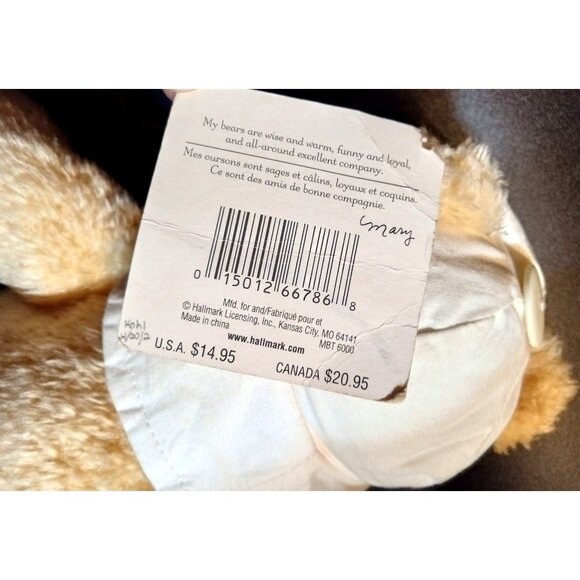 My bears are wise and warm, funny and loyal,
and all-around excellent company.
Mes oursons sont sages et câlins, loyaux et coquins.
Ce sont des amis de bonne compagnie.
Mary
0 15012 66786 8
Mfd. for and/Fabriqué pour et
© Hallmark Licensing, Inc., Kansas City, MO 64141
Made in china MBT 6000
www.hallmark.com
U.S.A. $14.95 CANADA $20.95
Kohl